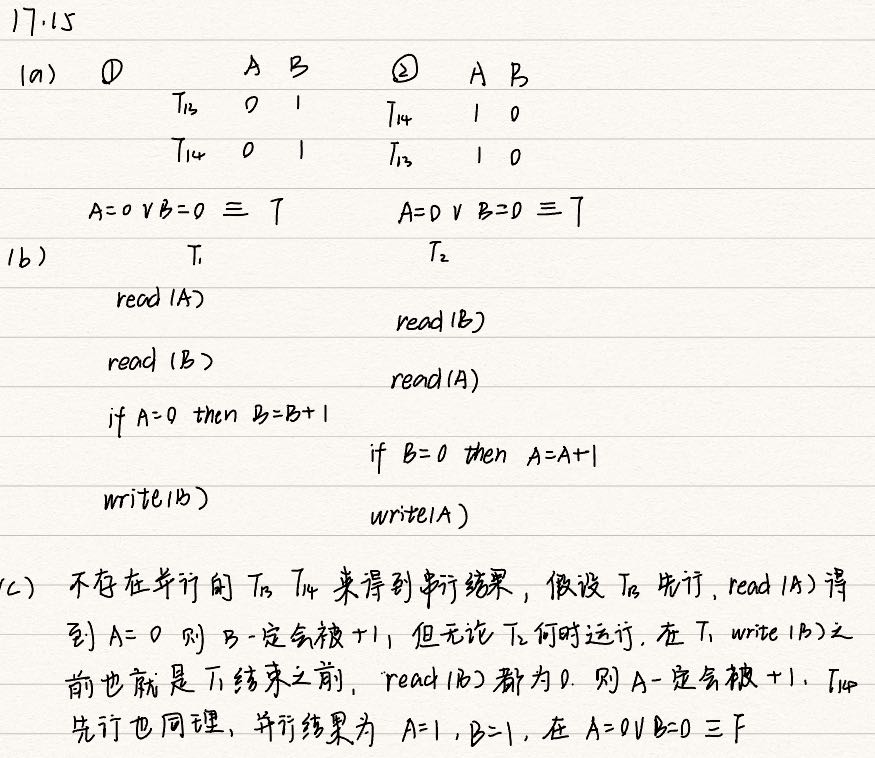 17.15
(a) ① A B ② A B
T13 0 1 T14 1 0
T14 0 1 T13 1 0
A=0 ∨ B=0 ≡ T A=0 ∨ B=0 ≡ T
(b) T1 T2
read(A)
read(B)
read(B)
read(A)
if A=0 then B=B+1
if B=0 then A=A+1
write(B)
write(A)
(c) 不存在并行的 T13 T14 来得到串行结果, 假设 T13 先行, read(A) 得
到 A=0 则 B一定会被+1, 但无论 T2 何时运行, 在 T1 write(B)之
前也就是 T1 结束之前, read(B) 都为0. 则 A一定会被+1. T14
先行也同理, 并行结果为 A=1, B=1, 在 A=0∨B=0 ≡ F